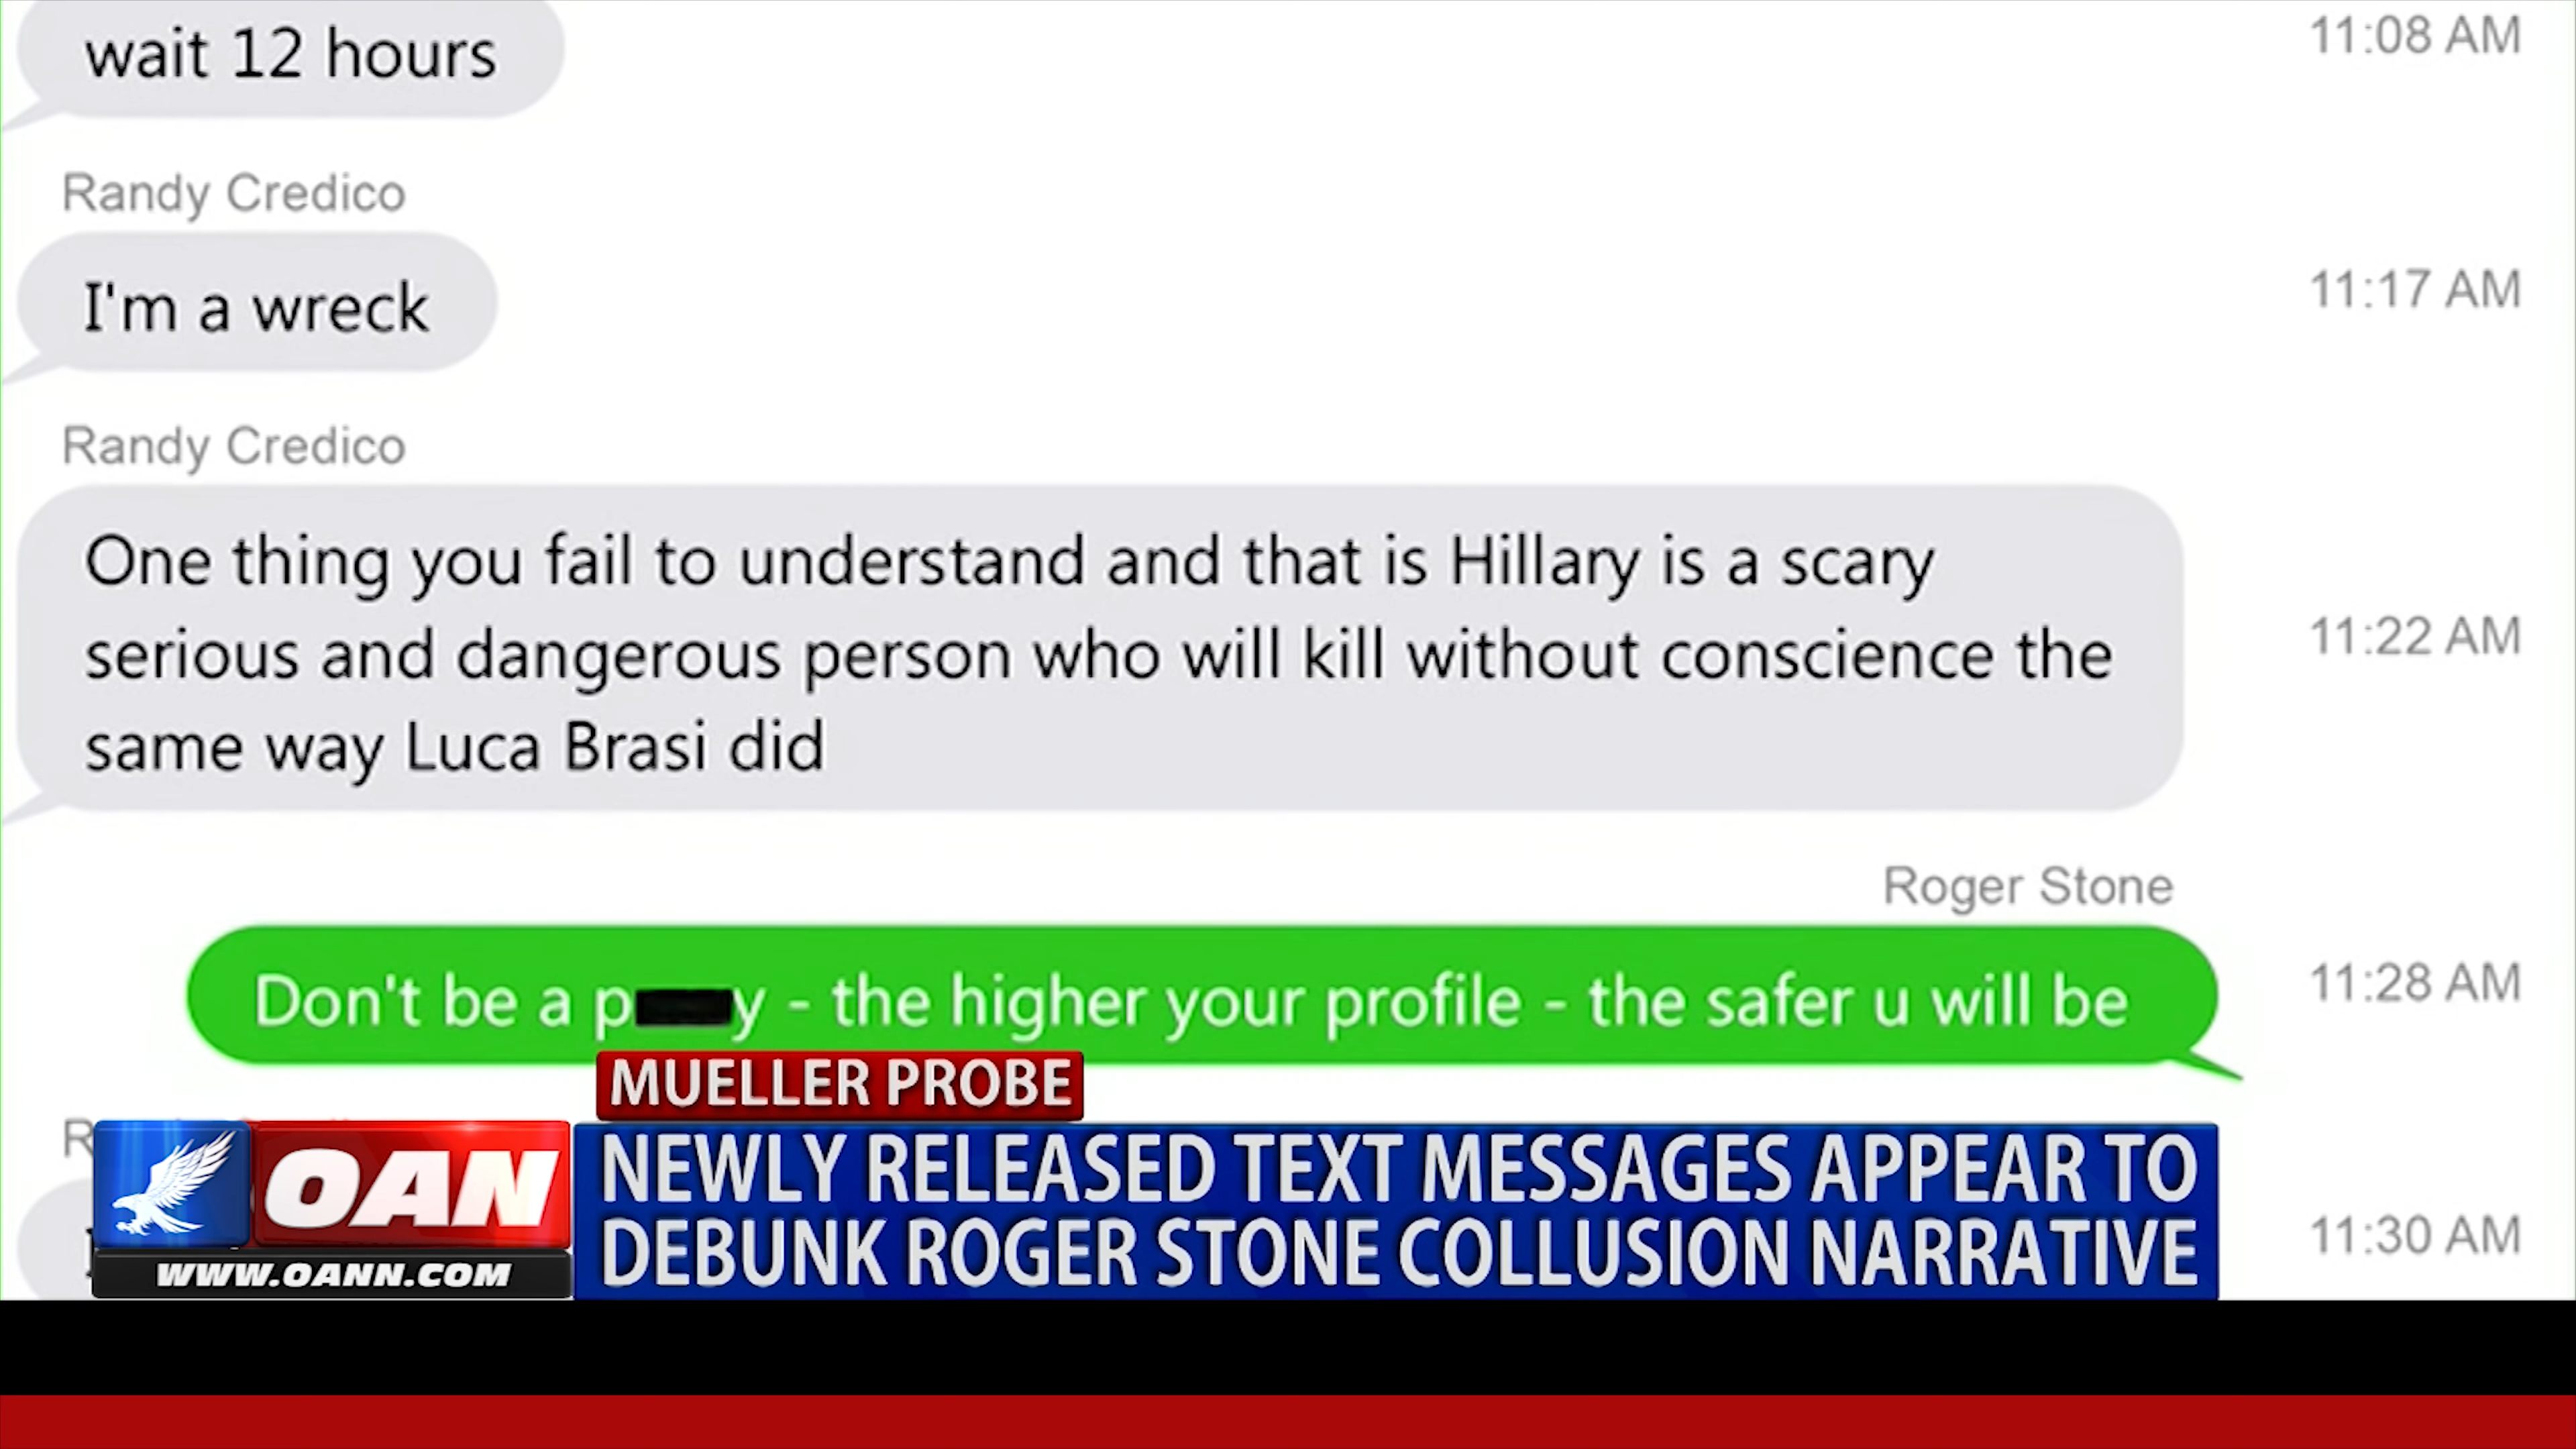 wait 12 hours
11:08 AM
Randy Credico
I'm a wreck
11:17 AM
Randy Credico
One thing you fail to understand and that is Hillary is a scary
serious and dangerous person who will kill without conscience the
same way Luca Brasi did
11:22 AM
Roger Stone
Don't be a p y - the higher your profile - the safer u will be
11:28 AM
MUELLER PROBE
OAN
WWW.OANN.COM
NEWLY RELEASED TEXT MESSAGES APPEAR TO
DEBUNK ROGER STONE COLLUSION NARRATIVE
11:30 AM